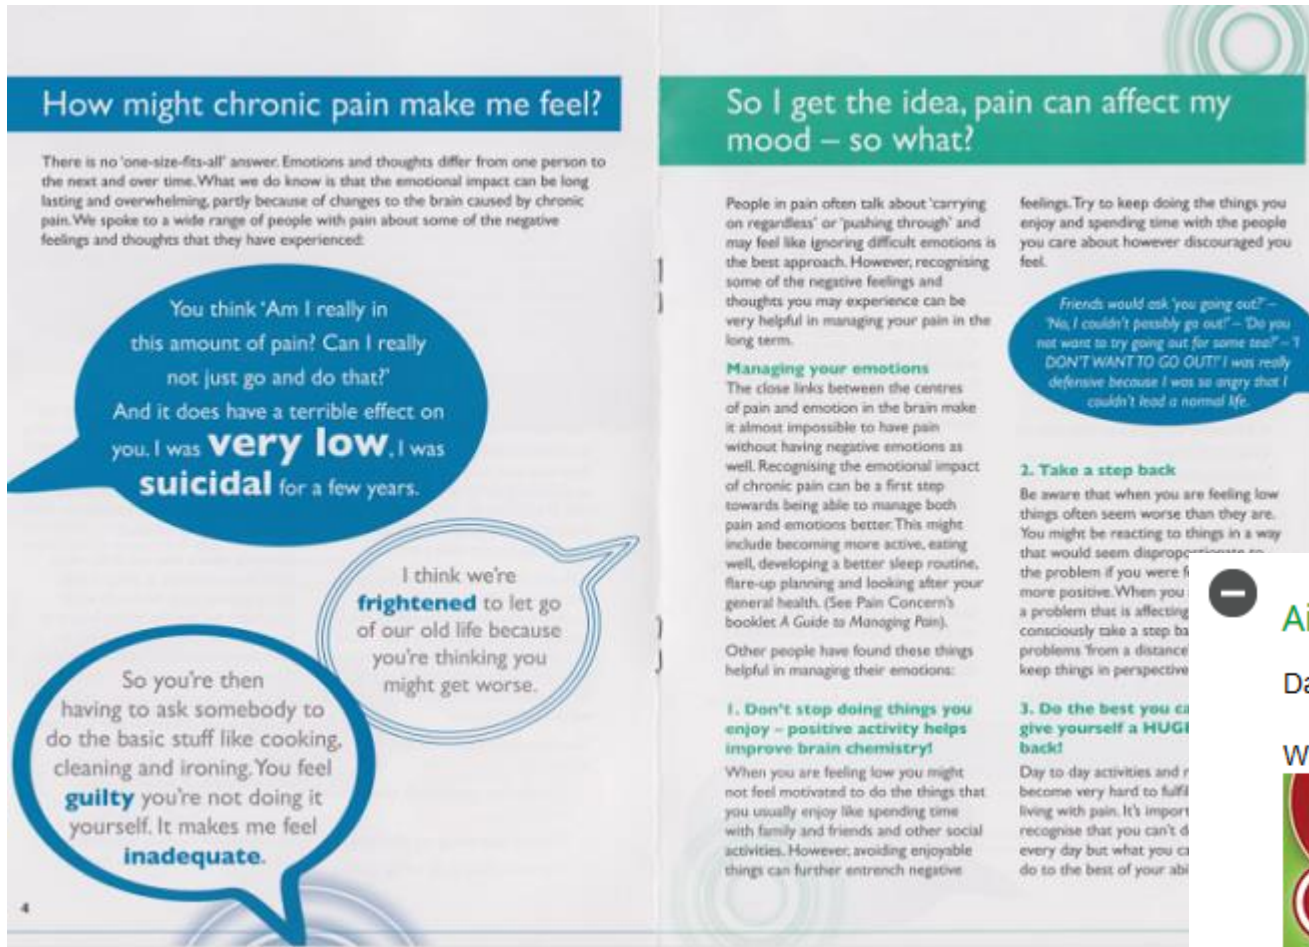 How might chronic pain make me feel?
There is no 'one-size-fits-all' answer. Emotions and thoughts differ from one person to
the next and over time. What we do know is that the emotional impact can be long
lasting and overwhelming, partly because of changes to the brain caused by chronic
pain. We spoke to a wide range of people with pain about some of the negative
feelings and thoughts that they have experienced:
You think 'Am I really in
this amount of pain? Can I really
not just go and do that?'
And it does have a terrible effect on
you. I was very low, I was
suicidal for a few years.
I think we're
frightened to let go
of our old life because
you're thinking you
might get worse.
So you're then
having to ask somebody to
do the basic stuff like cooking,
cleaning and ironing. You feel
guilty you're not doing it
yourself. It makes me feel
inadequate.
4
So I get the idea, pain can affect my
mood – so what?
People in pain often talk about 'carrying
on regardless' or 'pushing through' and
may feel like ignoring difficult emotions is
the best approach. However, recognising
some of the negative feelings and
thoughts you may experience can be
very helpful in managing your pain in the
long term.
Managing your emotions
The close links between the centres
of pain and emotion in the brain make
it almost impossible to have pain
without having negative emotions as
well. Recognising the emotional impact
of chronic pain can be a first step
towards being able to manage both
pain and emotions better. This might
include becoming more active, eating
well, developing a better sleep routine,
flare-up planning and looking after your
general health. (See Pain Concern's
booklet A Guide to Managing Pain).
Other people have found these things
helpful in managing their emotions:
1. Don't stop doing things you
enjoy – positive activity helps
improve brain chemistry!
When you are feeling low you might
not feel motivated to do the things that
you usually enjoy like spending time
with family and friends and other social
activities. However, avoiding enjoyable
things can further entrench negative
feelings. Try to keep doing the things you
enjoy and spending time with the people
you care about however discouraged you
feel.
Friends would ask 'you going out?' –
'No, I couldn't possibly go out!' – 'Do you
not want to try going out for some tea?' – 'I
DON'T WANT TO GO OUT!' I was really
defensive because I was so angry that I
couldn't lead a normal life.
2. Take a step back
Be aware that when you are feeling low
things often seem worse than they are.
You might be reacting to things in a way
that would seem disproportionate to
the problem if you were
more positive. When you
a problem that is affecting
consciously take a step
problems 'from a distance'
keep things in perspective
3. Do the best you
give yourself a
back!
Day to day activities and
become very hard to
living with pain. It's
recognise that you can't
every day but what you
do to the best of your